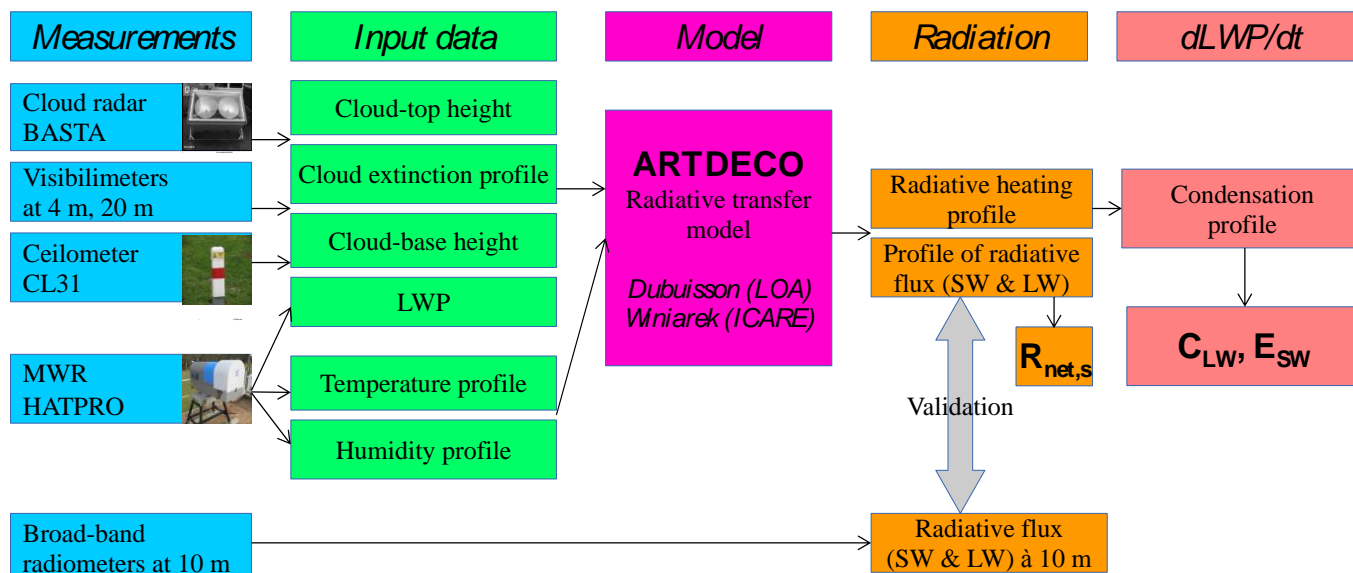 Measurements
Input data
Model
Radiation
dLWP/dt
Cloud radar
BASTA
Visibilimeters
at 4 m, 20 m
Ceilometer
CL31
MWR
HATPRO
Broad-band
radiometers at 10 m
Cloud-top height
Cloud extinction profile
Cloud-base height
LWP
Temperature profile
Humidity profile
ARTDECO
Radiative transfer
model
Dubuisson (LOA)
Winiarek (ICARE)
Radiative heating
profile
Profile of radiative
flux (SW & LW)
R_net,s
Validation
Radiative flux
(SW & LW) à 10 m
Condensation
profile
C_LW, E_SW